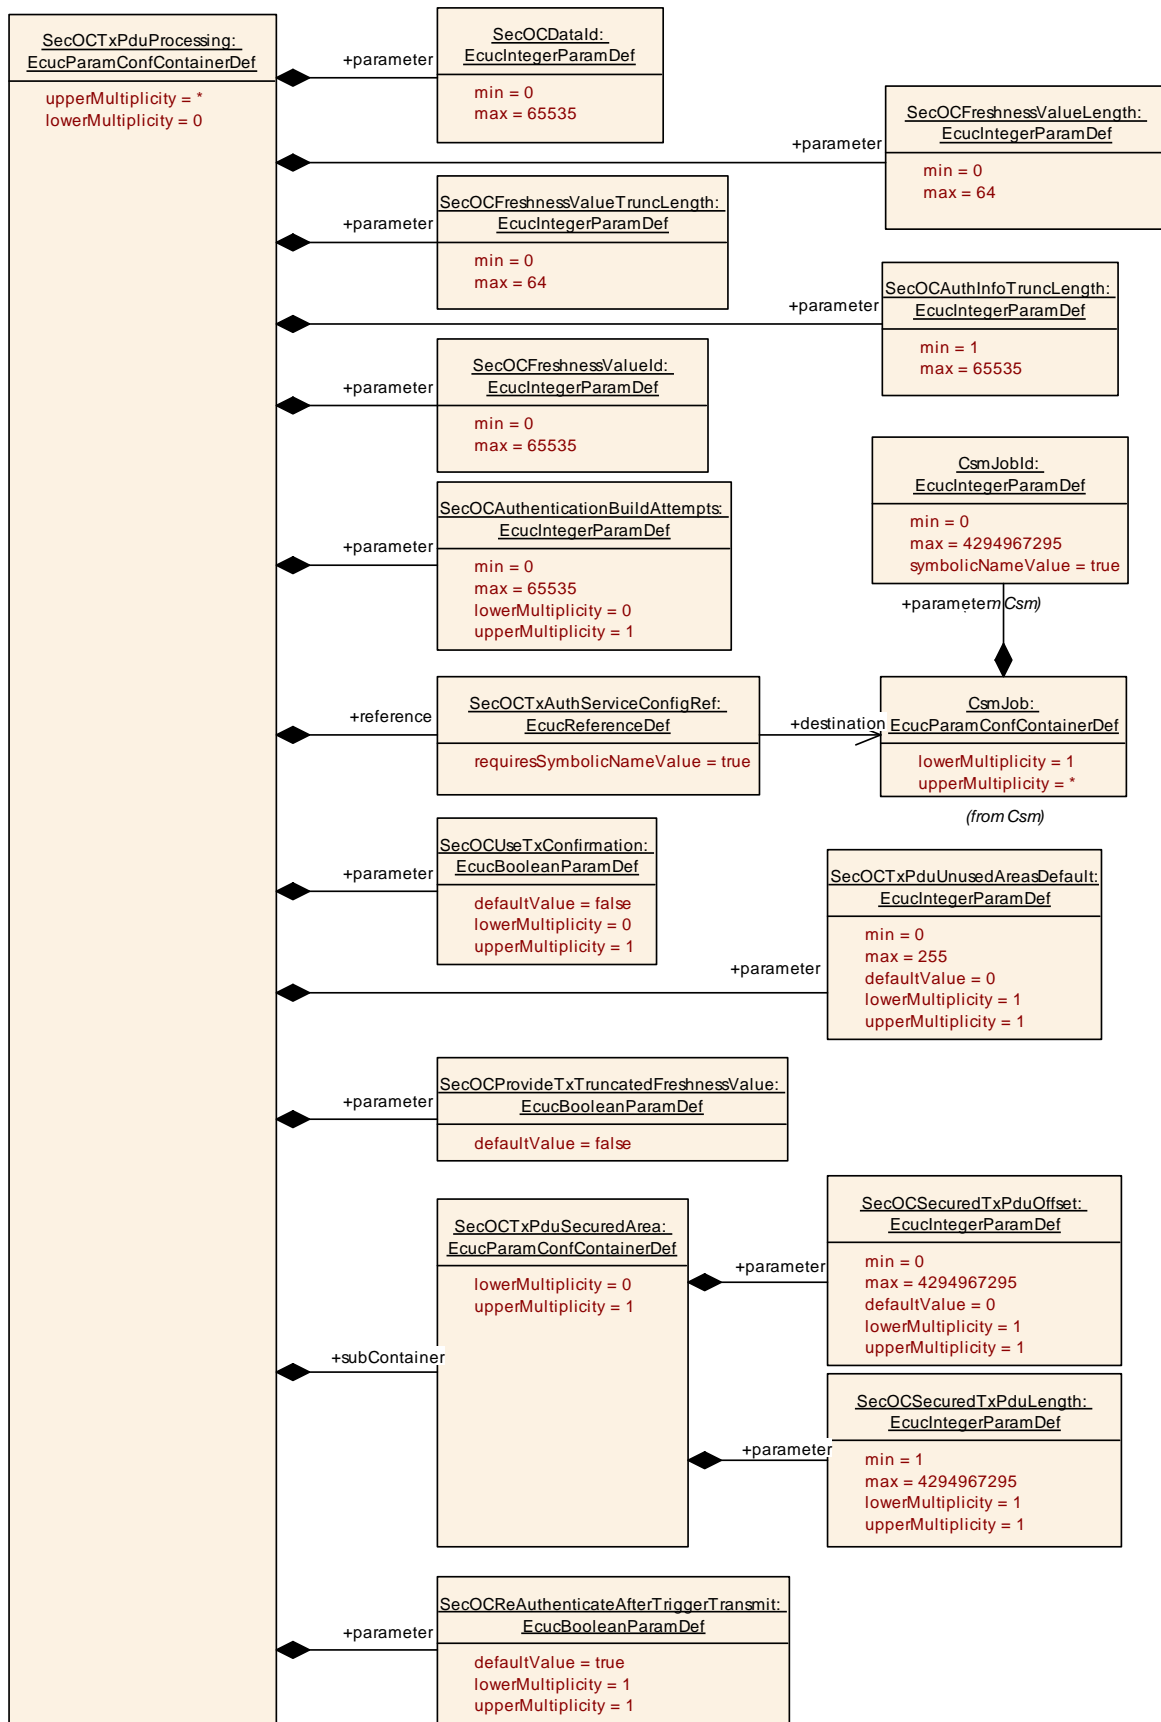 SecOCTxPduProcessing:
EcucParamConfContainerDef
upperMultiplicity = *
lowerMultiplicity = 0
+parameter
SecOCDataId:
EcucIntegerParamDef
min = 0
max = 65535
+parameter
SecOCFreshnessValueLength:
EcucIntegerParamDef
min = 0
max = 64
+parameter
SecOCFreshnessValueTruncLength:
EcucIntegerParamDef
min = 0
max = 64
+parameter
SecOCAuthInfoTruncLength:
EcucIntegerParamDef
min = 1
max = 65535
+parameter
SecOCFreshnessValueId:
EcucIntegerParamDef
min = 0
max = 65535
CsmJobId:
EcucIntegerParamDef
min = 0
max = 4294967295
symbolicNameValue = true
+parameter
m Csm)
+parameter
SecOCAuthenticationBuildAttempts:
EcucIntegerParamDef
min = 0
max = 65535
lowerMultiplicity = 0
upperMultiplicity = 1
+reference
SecOCTxAuthServiceConfigRef:
EcucReferenceDef
requiresSymbolicNameValue = true
+destination
CsmJob:
EcucParamConfContainerDef
lowerMultiplicity = 1
upperMultiplicity = *
(from Csm)
+parameter
SecOCUseTxConfirmation:
EcucBooleanParamDef
defaultValue = false
lowerMultiplicity = 0
upperMultiplicity = 1
+parameter
SecOCTxPduUnusedAreasDefault:
EcucIntegerParamDef
min = 0
max = 255
defaultValue = 0
lowerMultiplicity = 1
upperMultiplicity = 1
+parameter
SecOCProvideTxTruncatedFreshnessValue:
EcucBooleanParamDef
defaultValue = false
+subContainer
SecOCTxPduSecuredArea:
EcucParamConfContainerDef
lowerMultiplicity = 0
upperMultiplicity = 1
+parameter
SecOCSecuredTxPduOffset:
EcucIntegerParamDef
min = 0
max = 4294967295
defaultValue = 0
lowerMultiplicity = 1
upperMultiplicity = 1
+parameter
SecOCSecuredTxPduLength:
EcucIntegerParamDef
min = 1
max = 4294967295
lowerMultiplicity = 1
upperMultiplicity = 1
+parameter
SecOCReAuthenticateAfterTriggerTransmit:
EcucBooleanParamDef
defaultValue = true
lowerMultiplicity = 1
upperMultiplicity = 1